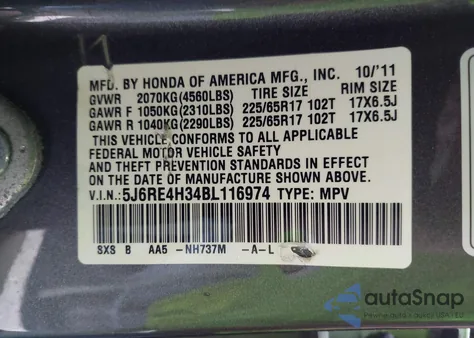 MFD. BY HONDA OF AMERICA MFG., INC. 10/'11
GVWR 2070KG(4560LBS) TIRE SIZE RIM SIZE
GAWR F 1050KG(2310LBS) 225/65R17 102T 17X6.5J
GAWR R 1040KG(2290LBS) 225/65R17 102T 17X6.5J
THIS VEHICLE CONFORMS TO ALL APPLICABLE
FEDERAL MOTOR VEHICLE SAFETY
AND THEFT PREVENTION STANDARDS IN EFFECT
ON THE DATE OF MANUFACTURE SHOWN ABOVE.
V.I.N.: 5J6RE4H34BL116974 TYPE: MPV
SXS B AA5 -NH737M -A-L
autoSnap